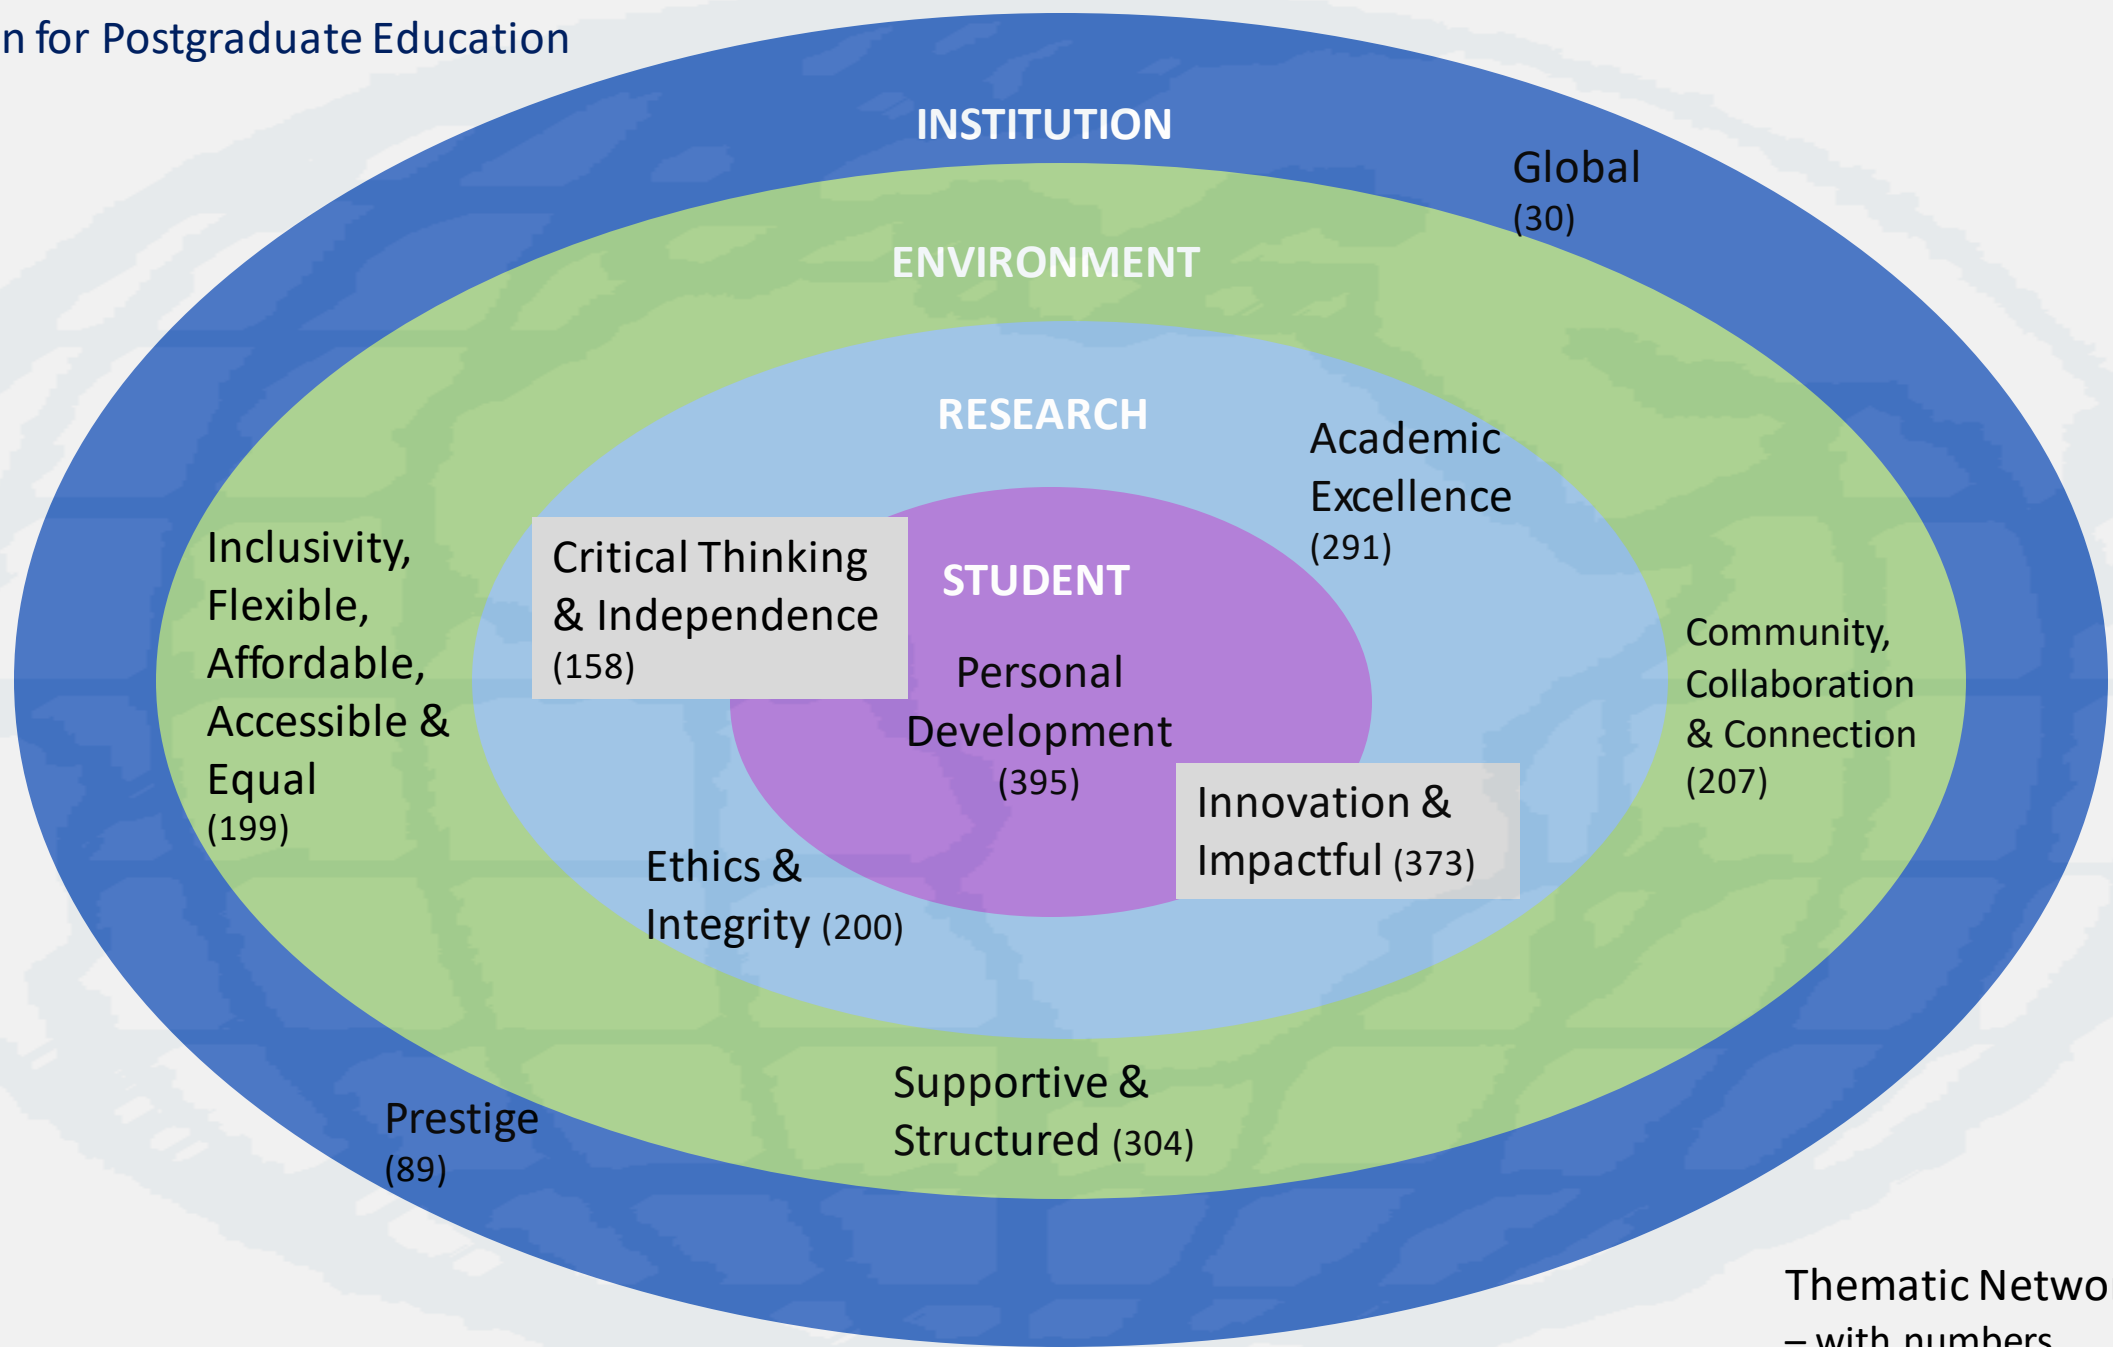 for Postgraduate Education
INSTITUTION
Global
(30)
ENVIRONMENT
RESEARCH
Academic
Excellence
(291)
Inclusivity,
Flexible,
Affordable,
Accessible &
Equal
(199)
Critical Thinking
& Independence
(158)
STUDENT
Personal
Development
(395)
Community,
Collaboration
& Connection
(207)
Innovation &
Impactful (373)
Ethics &
Integrity (200)
Supportive &
Structured (304)
Prestige
(89)
Thematic
– with numbers